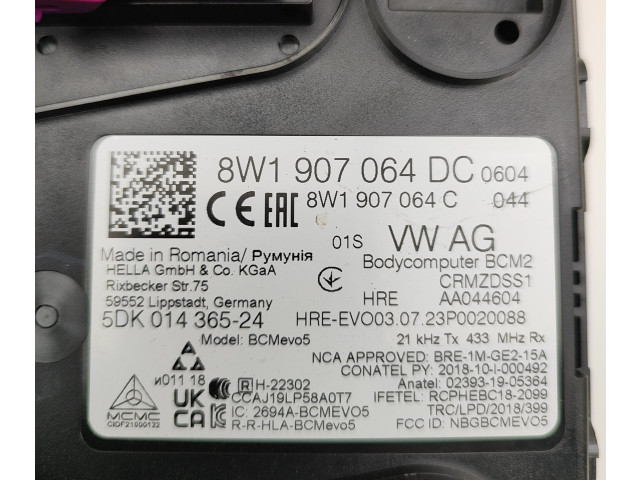 8W1 907 064 DC 0604
CE EAC 8W1 907 064 C 044
01S VW AG
Made in Romania/ Румунія
Bodycomputer BCM2
HELLA GmbH & Co. KGaA
CRMZDSS1
Rixbecker Str.75
HRE AA044604
59552 Lippstadt, Germany
5DK 014 365-24 HRE-EVO03.07.23P0020088
Model: BCMevo5 21 kHz Tx 433 MHz Rx
NCA APPROVED: BRE-1M-GE2-15A
CONATEL PY: 2018-10-I-000492
И011 18 R H-22302 Anatel: 02393-19-05364
CCAJ19LP58A0T7 IFETEL: RCPHEBC18-2099
UK CA IC: 2694A-BCMEVO5 TRC/LPD/2018/399
MCMC
CIDF21000132 R-R-HLA-BCMevo5 FCC ID: NBGBCMEVO5